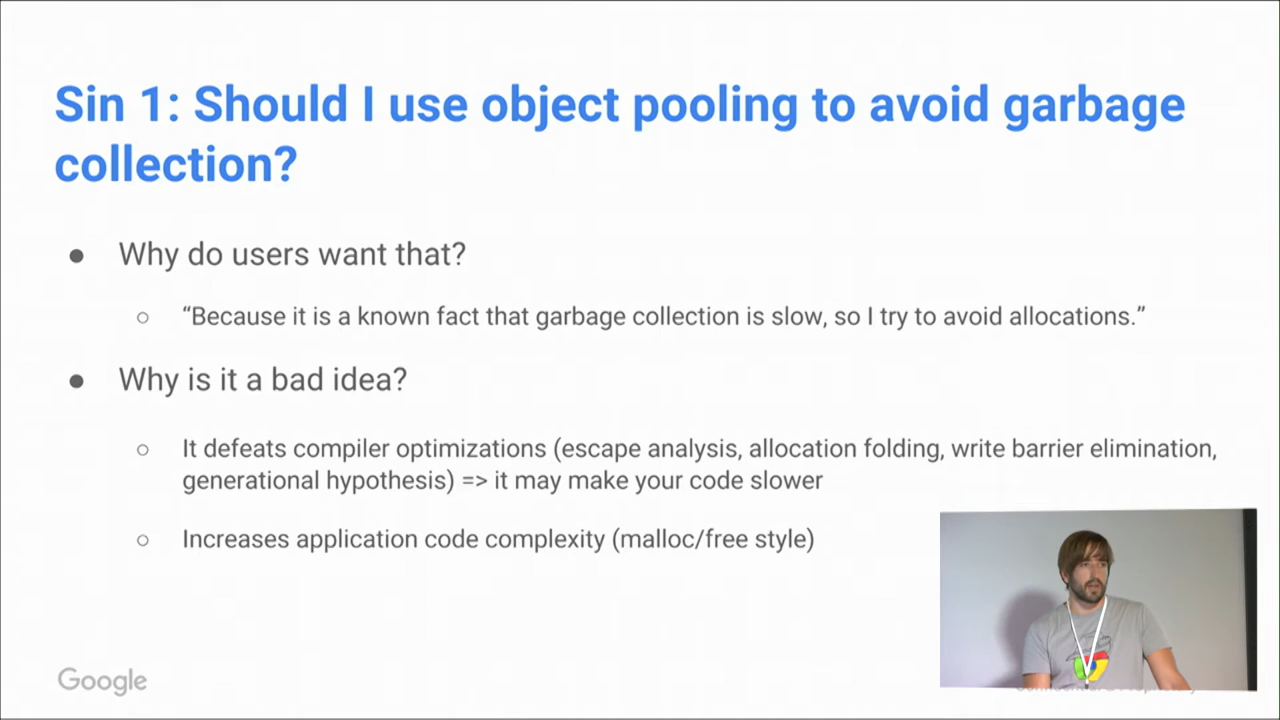 Sin 1: Should I use object pooling to avoid garbage
collection?
● Why do users want that?
○ “Because it is a known fact that garbage collection is slow, so I try to avoid allocations.”
● Why is it a bad idea?
○ It defeats compiler optimizations (escape analysis, allocation folding, write barrier elimination,
generational hypothesis) => it may make your code slower
○ Increases application code complexity (malloc/free style)
Google